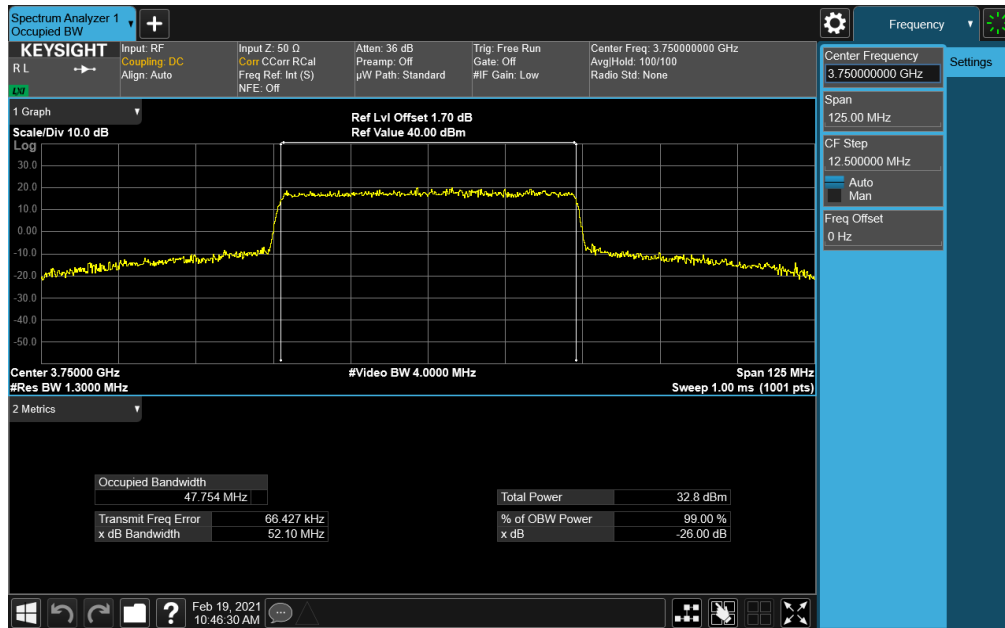 Spectrum Analyzer 1
Occupied BW
Frequency
KEYSIGHT
Input: RF
Input Z: 50 Ω
Atten: 36 dB
Trig: Free Run
Center Freq: 3.750000000 GHz
RL
Coupling: DC
Corr CCorr RCal
Preamp: Off
Gate: Off
Avg|Hold: 100/100
Align: Auto
Freq Ref: Int (S)
µW Path: Standard
#IF Gain: Low
Radio Std: None
LXI
NFE: Off
Center Frequency
3.750000000 GHz
Settings
Span
125.00 MHz
CF Step
12.500000 MHz
Auto
Man
Freq Offset
0 Hz
1 Graph
Ref Lvl Offset 1.70 dB
Scale/Div 10.0 dB
Ref Value 40.00 dBm
Log
30.0
20.0
10.0
0.00
-10.0
-20.0
-30.0
-40.0
-50.0
Center 3.75000 GHz
#Video BW 4.0000 MHz
Span 125 MHz
#Res BW 1.3000 MHz
Sweep 1.00 ms (1001 pts)
2 Metrics
Occupied Bandwidth
47.754 MHz
Total Power
32.8 dBm
Transmit Freq Error
66.427 kHz
% of OBW Power
99.00 %
x dB Bandwidth
52.10 MHz
x dB
-26.00 dB
?
Feb 19, 2021
10:46:30 AM